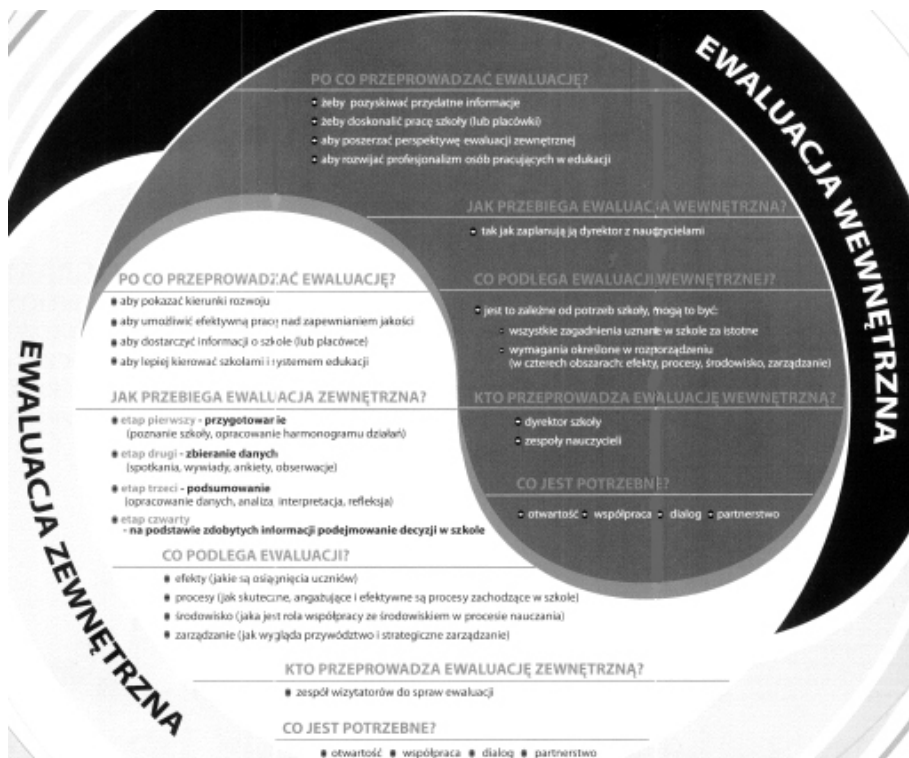 EWALUACJA WEWNĘTRZNA
PO CO PRZEPROWADZAĆ EWALUACJĘ?
żeby pozyskiwać przydatne informacje
żeby doskonalić pracę szkoły (lub placówki)
aby poszerzać perspektywę ewaluacji zewnętrznej
aby rozwijać profesjonalizm osób pracujących w edukacji
JAK PRZEBIEGA EWALUACJA WEWNĘTRZNA?
tak jak zaplanują ją dyrektor z nauczycielami
CO PODLEGA EWALUACJI WEWNĘTRZNEJ?
jest to zależne od potrzeb szkoły, mogą to być:
wszystkie zagadnienia uznane w szkole za istotne
wymagania określone w rozporządzeniu
(w czterech obszarach: efekty, procesy, środowisko, zarządzanie)
KTO PRZEPROWADZA EWALUACJĘ WEWNĘTRZNĄ?
dyrektor szkoły
zespoły nauczycieli
CO JEST POTRZEBNE?
otwartość współpraca dialog partnerstwo
EWALUACJA ZEWNĘTRZNA
PO CO PRZEPROWADZAĆ EWALUACJĘ?
aby pokazać kierunki rozwoju
aby umożliwić efektywną pracę nad zapewnianiem jakości
aby dostarczyć informacji o szkole (lub placówce)
aby lepiej kierować szkołami i systemem edukacji
JAK PRZEBIEGA EWALUACJA ZEWNĘTRZNA?
etap pierwszy - przygotowanie
(poznanie szkoły, opracowanie harmonogramu działań)
etap drugi - zbieranie danych
(spotkania, wywiady, ankiety, obserwacje)
etap trzeci - podsumowanie
(opracowanie danych, analiza, interpretacja, refleksja)
etap czwarty
- na podstawie zdobytych informacji podejmowanie decyzji w szkole
CO PODLEGA EWALUACJI?
efekty (jakie są osiągnięcia uczniów)
procesy (jak skuteczne, angażujące i efektywne są procesy zachodzące w szkole)
środowisko (jaka jest rola współpracy ze środowiskiem w procesie nauczania)
zarządzanie (jak wygląda przywództwo i strategiczne zarządzanie)
KTO PRZEPROWADZA EWALUACJĘ ZEWNĘTRZNĄ?
zespół wizytatorów do spraw ewaluacji
CO JEST POTRZEBNE?
otwartość współpraca dialog partnerstwo